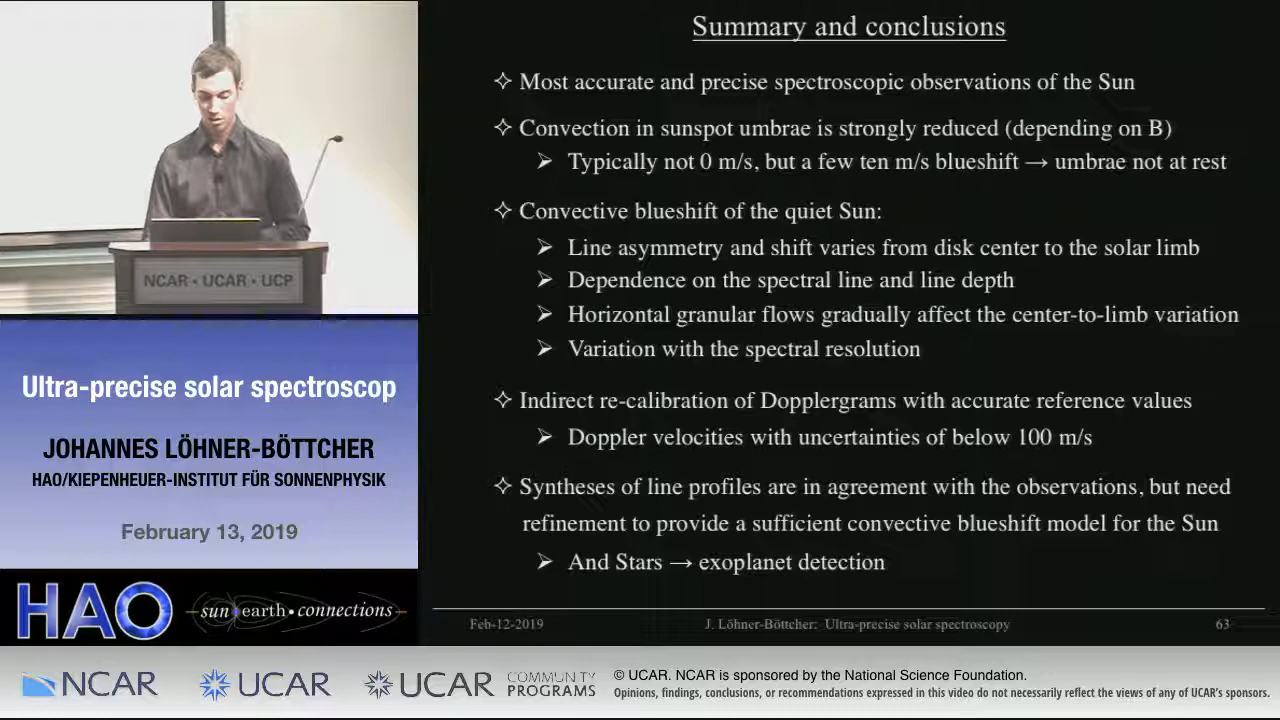 Summary and conclusions
✧ Most accurate and precise spectroscopic observations of the Sun
✧ Convection in sunspot umbrae is strongly reduced (depending on B)
➢ Typically not 0 m/s, but a few ten m/s blueshift → umbrae not at rest
✧ Convective blueshift of the quiet Sun:
➢ Line asymmetry and shift varies from disk center to the solar limb
➢ Dependence on the spectral line and line depth
➢ Horizontal granular flows gradually affect the center-to-limb variation
➢ Variation with the spectral resolution
✧ Indirect re-calibration of Dopplergrams with accurate reference values
➢ Doppler velocities with uncertainties of below 100 m/s
✧ Syntheses of line profiles are in agreement with the observations, but need
refinement to provide a sufficient convective blueshift model for the Sun
➢ And Stars → exoplanet detection
Feb-12-2019 J. Löhner-Böttcher: Ultra-precise solar spectroscopy 63
NCAR • UCAR • UCP
Ultra-precise solar spectroscop
JOHANNES LÖHNER-BÖTTCHER
HAO/KIEPENHEUER-INSTITUT FÜR SONNENPHYSIK
February 13, 2019
HAO sun•earth•connections
NCAR UCAR UCAR COMMUNITY PROGRAMS
© UCAR. NCAR is sponsored by the National Science Foundation.
Opinions, findings, conclusions, or recommendations expressed in this video do not necessarily reflect the views of any of UCAR's sponsors.